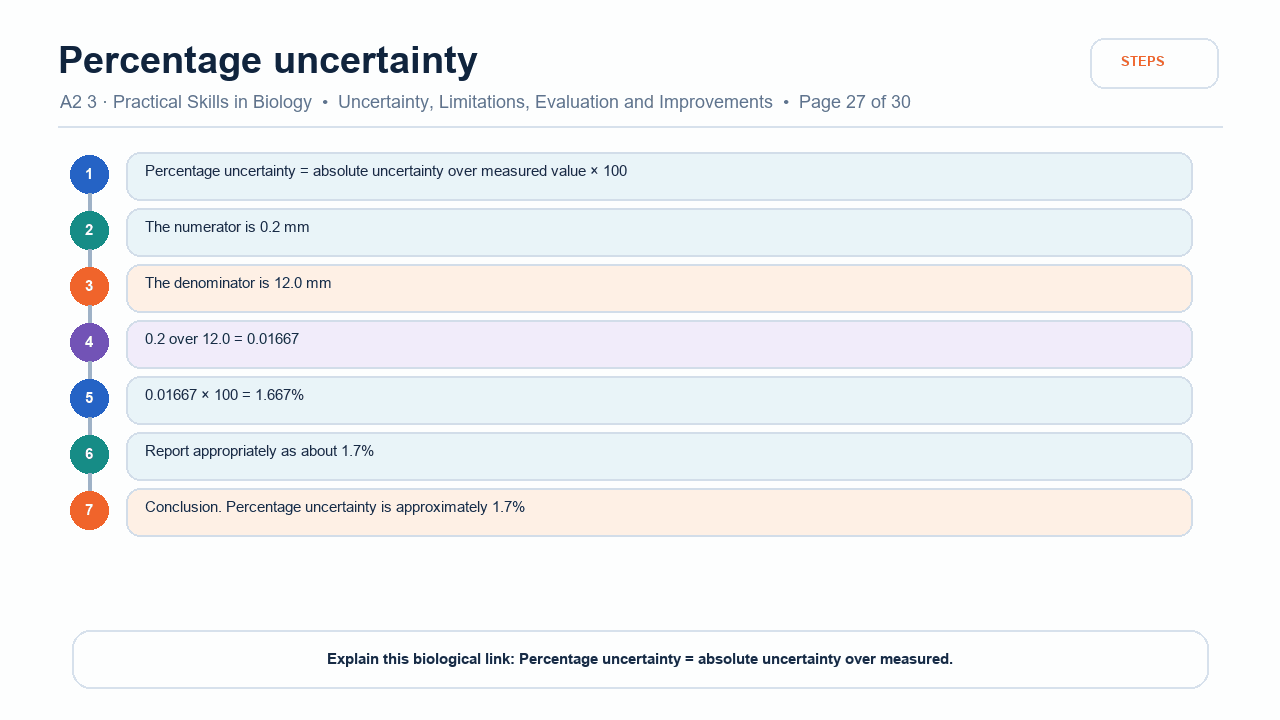 Percentage uncertainty
STEPS
A2 3 · Practical Skills in Biology • Uncertainty, Limitations, Evaluation and Improvements • Page 27 of 30
1 Percentage uncertainty = absolute uncertainty over measured value × 100
2 The numerator is 0.2 mm
3 The denominator is 12.0 mm
4 0.2 over 12.0 = 0.01667
5 0.01667 × 100 = 1.667%
6 Report appropriately as about 1.7%
7 Conclusion. Percentage uncertainty is approximately 1.7%
Explain this biological link: Percentage uncertainty = absolute uncertainty over measured.